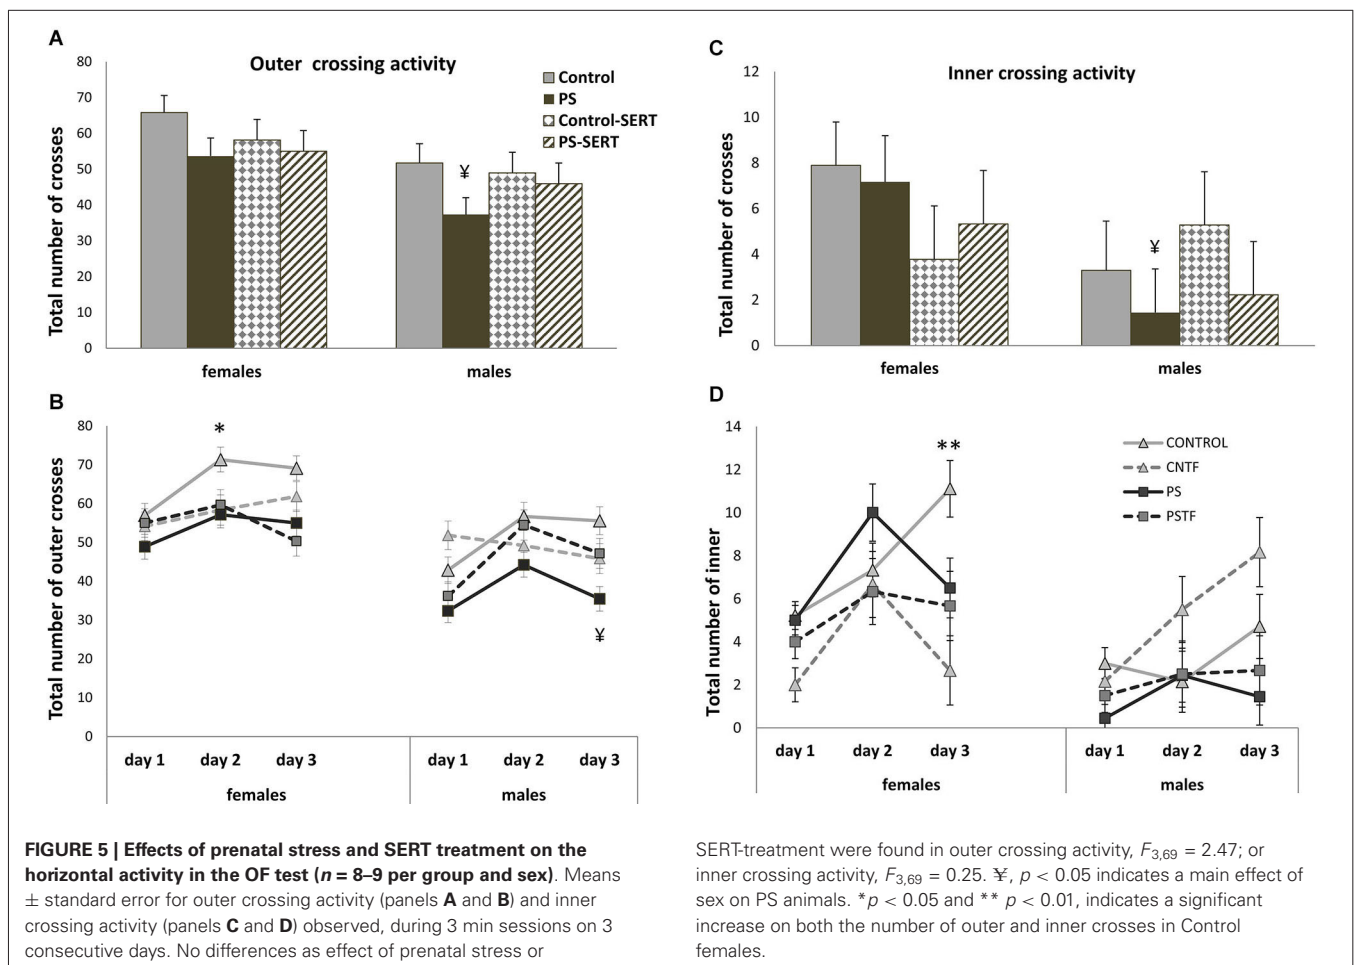 A
Outer crossing activity
Total number of crosses
80
70
60
50
40
30
20
10
0
Control
PS
Control-SERT
PS-SERT
¥
females
males
C
Inner crossing activity
Total number of crosses
12
10
8
6
4
2
0
¥
females
males
B
Total number of outer crosses
80
70
60
50
40
30
20
10
0
*
¥
day 1 day 2 day 3 day 1 day 2 day 3
females males
D
Total number of inner
14
12
10
8
6
4
2
0
**
CONTROL
CNTF
PS
PSTF
day 1 day 2 day 3 day 1 day 2 day 3
females males
FIGURE 5 | Effects of prenatal stress and SERT treatment on the
horizontal activity in the OF test (n = 8–9 per group and sex). Means
± standard error for outer crossing activity (panels A and B) and inner
crossing activity (panels C and D) observed, during 3 min sessions on 3
consecutive days. No differences as effect of prenatal stress or
SERT-treatment were found in outer crossing activity, F3,69 = 2.47; or
inner crossing activity, F3,69 = 0.25. ¥, p < 0.05 indicates a main effect of
sex on PS animals. *p < 0.05 and ** p < 0.01, indicates a significant
increase on both the number of outer and inner crosses in Control
females.